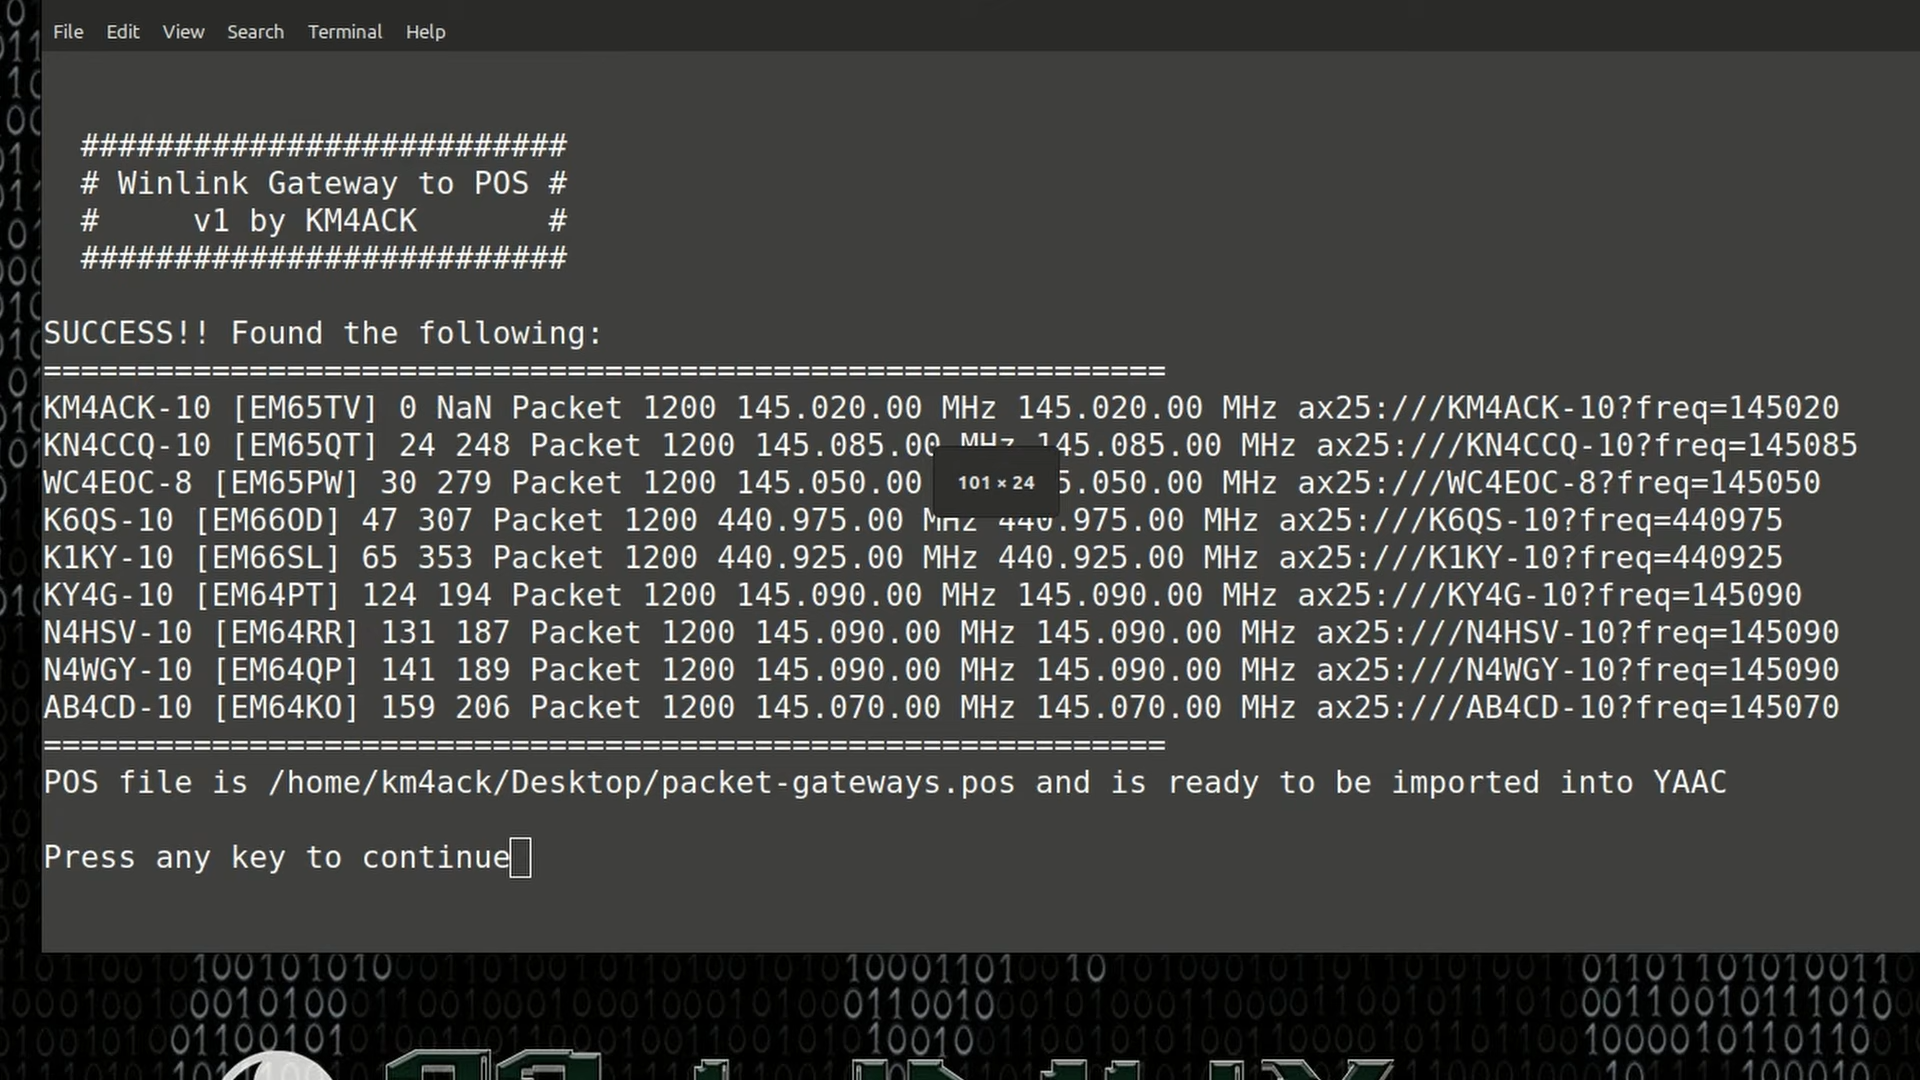 File Edit View Search Terminal Help
##########################
# Winlink Gateway to POS #
#     v1 by KM4ACK       #
##########################
SUCCESS!! Found the following:
============================================================
KM4ACK-10 [EM65TV] 0 NaN Packet 1200 145.020.00 MHz 145.020.00 MHz ax25:///KM4ACK-10?freq=145020
KN4CCQ-10 [EM65QT] 24 248 Packet 1200 145.085.00 MHz 145.085.00 MHz ax25:///KN4CCQ-10?freq=145085
WC4EOC-8 [EM65PW] 30 279 Packet 1200 145.050.00 5.050.00 MHz ax25:///WC4EOC-8?freq=145050
101 × 24
K6QS-10 [EM66OD] 47 307 Packet 1200 440.975.00 MHz 440.975.00 MHz ax25:///K6QS-10?freq=440975
K1KY-10 [EM66SL] 65 353 Packet 1200 440.925.00 MHz 440.925.00 MHz ax25:///K1KY-10?freq=440925
KY4G-10 [EM64PT] 124 194 Packet 1200 145.090.00 MHz 145.090.00 MHz ax25:///KY4G-10?freq=145090
N4HSV-10 [EM64RR] 131 187 Packet 1200 145.090.00 MHz 145.090.00 MHz ax25:///N4HSV-10?freq=145090
N4WGY-10 [EM64QP] 141 189 Packet 1200 145.090.00 MHz 145.090.00 MHz ax25:///N4WGY-10?freq=145090
AB4CD-10 [EM64KO] 159 206 Packet 1200 145.070.00 MHz 145.070.00 MHz ax25:///AB4CD-10?freq=145070
============================================================
POS file is /home/km4ack/Desktop/packet-gateways.pos and is ready to be imported into YAAC
Press any key to continue